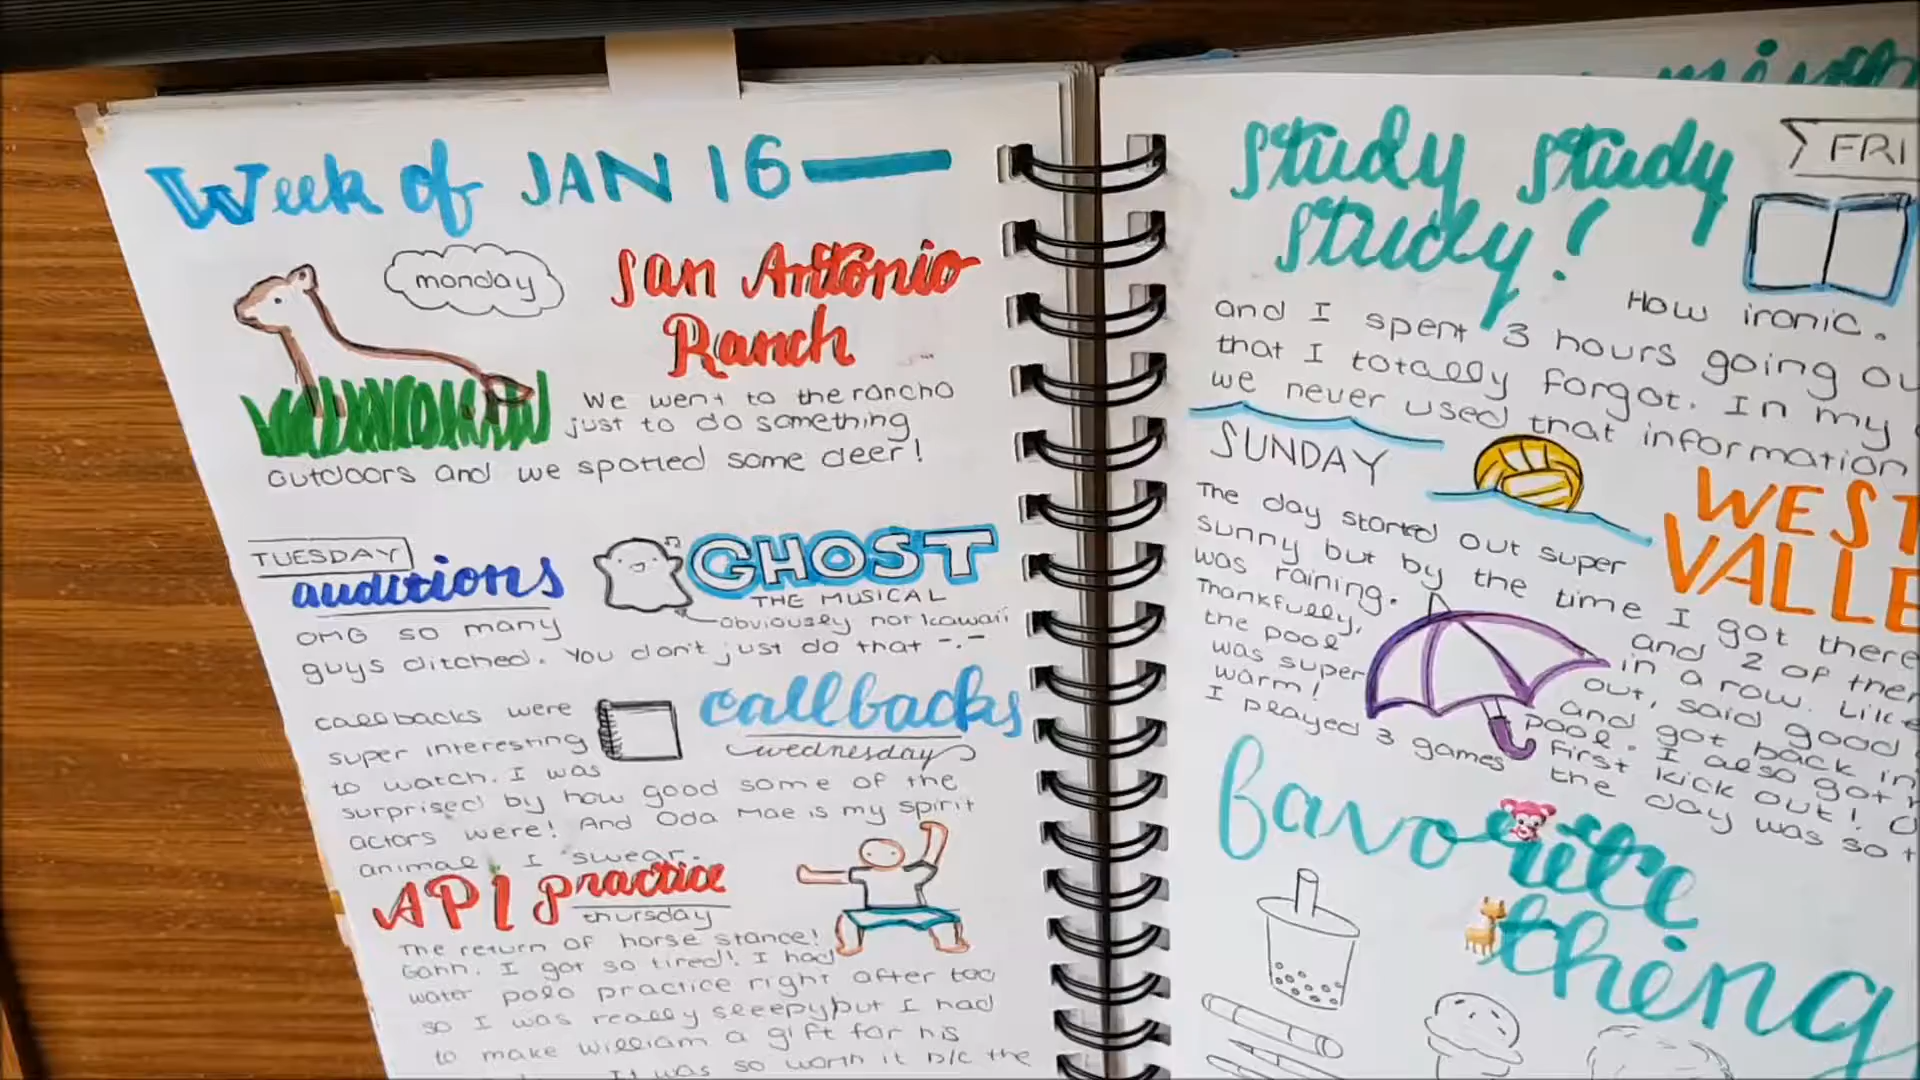 Week of JAN 16
monday
San Antonio
Ranch
We went to the rancho
just to do something
outdoors and we spotted some deer!
TUESDAY
auditions
GHOST
THE MUSICAL
obviously not kawaii
OMG so many
guys ditched. You don't just do that -.-
callbacks
wednesday
callbacks were
super interesting
to watch. I was
surprised by how good some of the
actors were! And Oda Mae is my spirit
animal, I swear.
API practice
thursday
The return of horse stance!
Gahh. I got so tired! I had
water polo practice right after too
so I was really sleepy but I had
to make William a gift for his
It was so worth it b/c the
study study
study!
FRI
How ironic.
and I spent 3 hours going
that I totally forgot. In my
we never used that information
SUNDAY
WEST
VALLE
The day started out super
sunny but by the time I got there
was raining.
Thankfully,
the pool
was super
warm!
I played 3 games
and 2 of
in a row. Like
out, said good
and got back in
pool. I also got
First kick out!
the day was so
favorite
thing